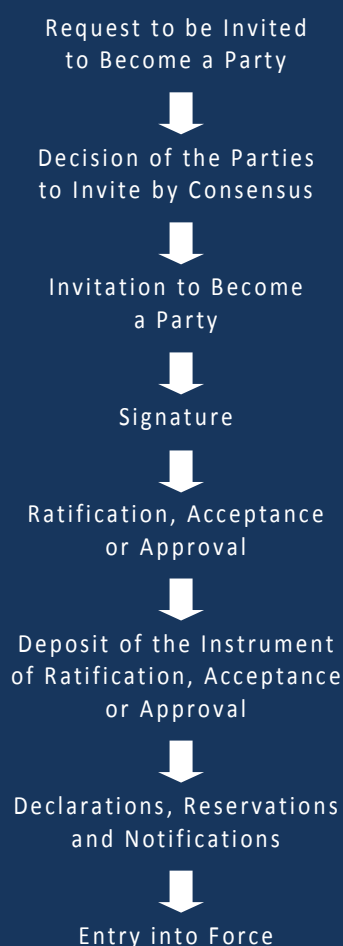 Request to be Invited
to Become a Party
Decision of the Parties
to Invite by Consensus
Invitation to Become
a Party
Signature
Ratification, Acceptance
or Approval
Deposit of the Instrument
of Ratification, Acceptance
or Approval
Declarations, Reservations
and Notifications
Entry into Force